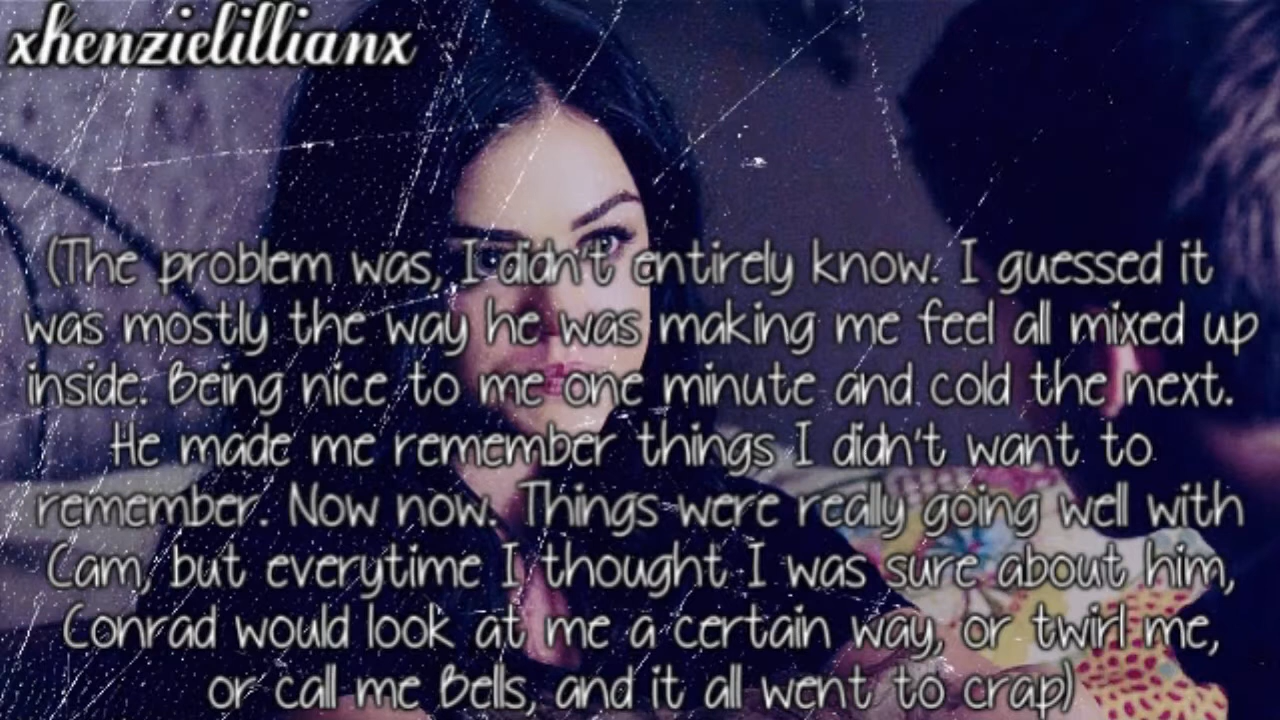 xhenzielillianx
(The problem was, I didn't entirely know. I guessed it
was mostly the way he was making me feel all mixed up
inside. Being nice to me one minute and cold the next.
He made me remember things I didn't want to
remember. Now now. Things were really going well with
Cam, but everytime I thought I was sure about him,
Conrad would look at me a certain way, or twirl me,
or call me Bells, and it all went to crap)